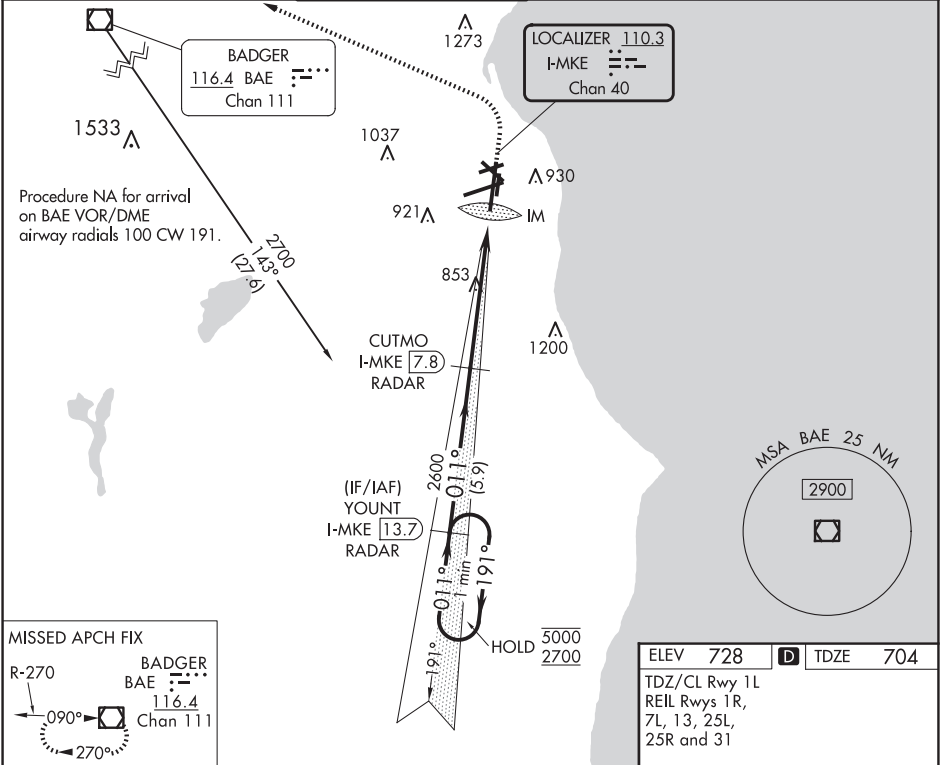 BADGER
116.4 BAE
Chan 111
1273
LOCALIZER 110.3
I-MKE
Chan 40
1533
1037
930
921
IM
Procedure NA for arrival
on BAE VOR/DME
airway radials 100 CW 191.
2700
143°
(27.6)
853
1200
CUTMO
I-MKE 7.8
RADAR
2600
011°
(5.9)
(IF/IAF)
YOUNT
I-MKE 13.7
RADAR
011°
1 min
191°
191°
HOLD 5000
2700
MSA BAE 25 NM
2900
MISSED APCH FIX
R-270
BADGER
BAE
116.4
Chan 111
090°
270°
ELEV 728 D TDZE 704
TDZ/CL Rwy 1L
REIL Rwys 1R,
7L, 13, 25L,
25R and 31